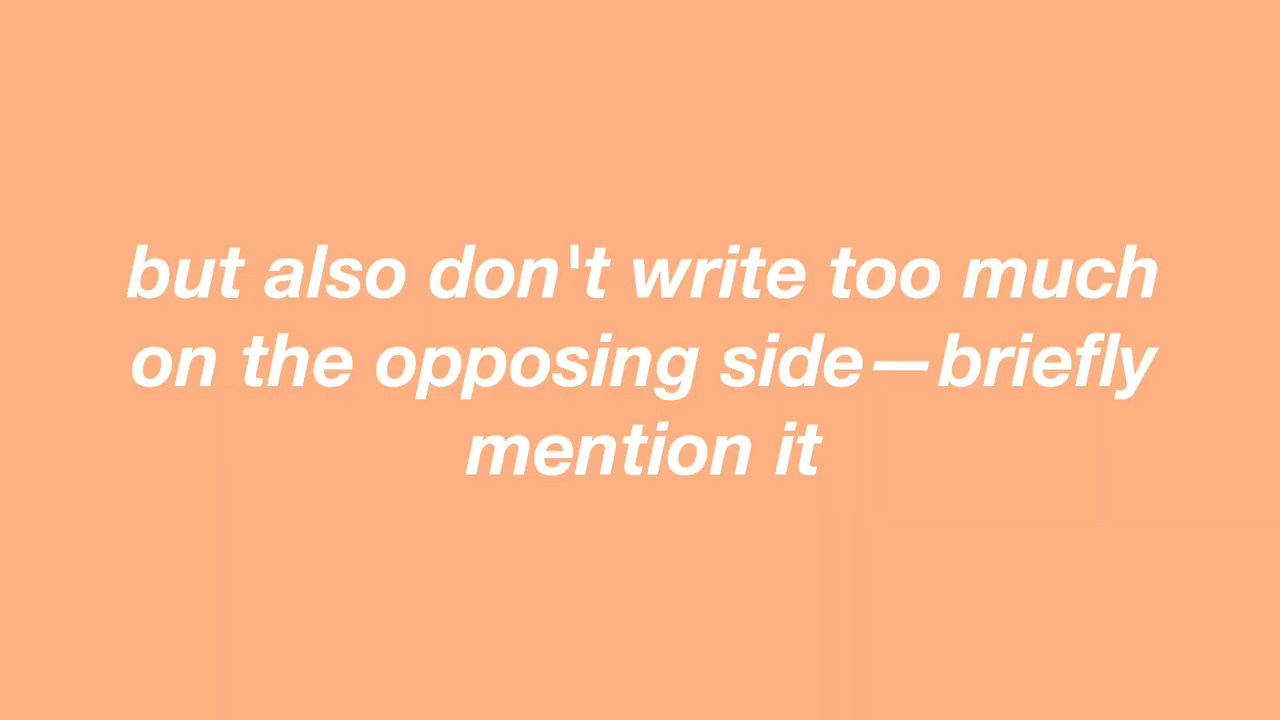 but also don't write too much
on the opposing side—briefly
mention it